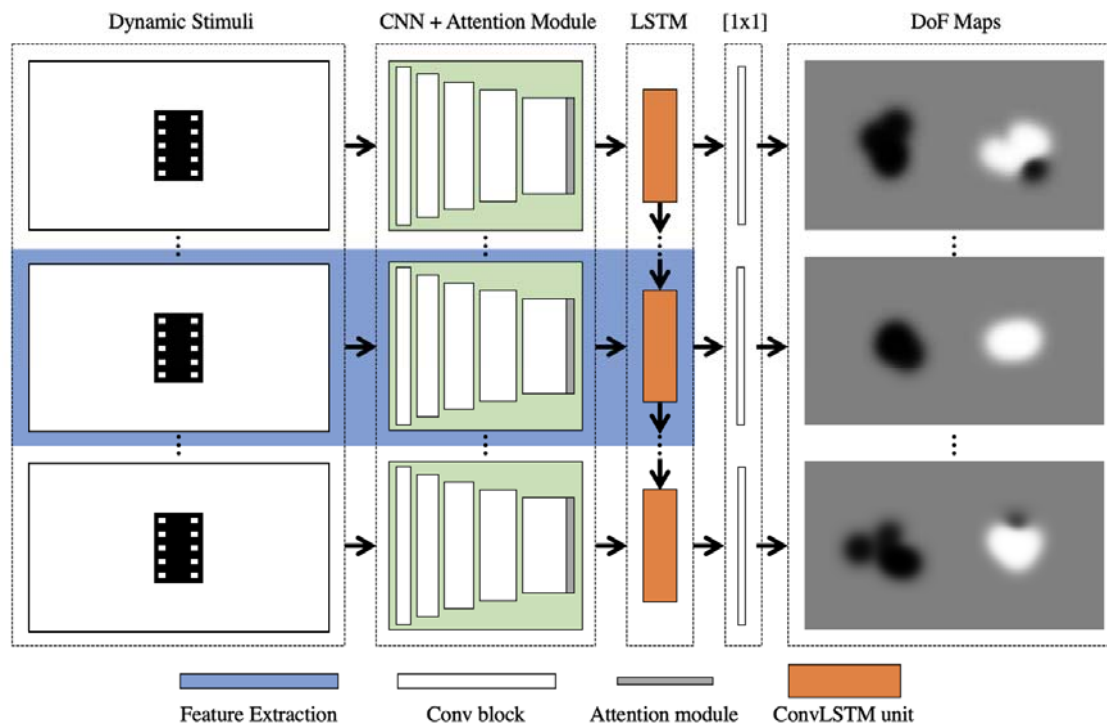 Dynamic Stimuli
CNN + Attention Module
LSTM
[1x1]
DoF Maps
Feature Extraction
Conv block
Attention module
ConvLSTM unit